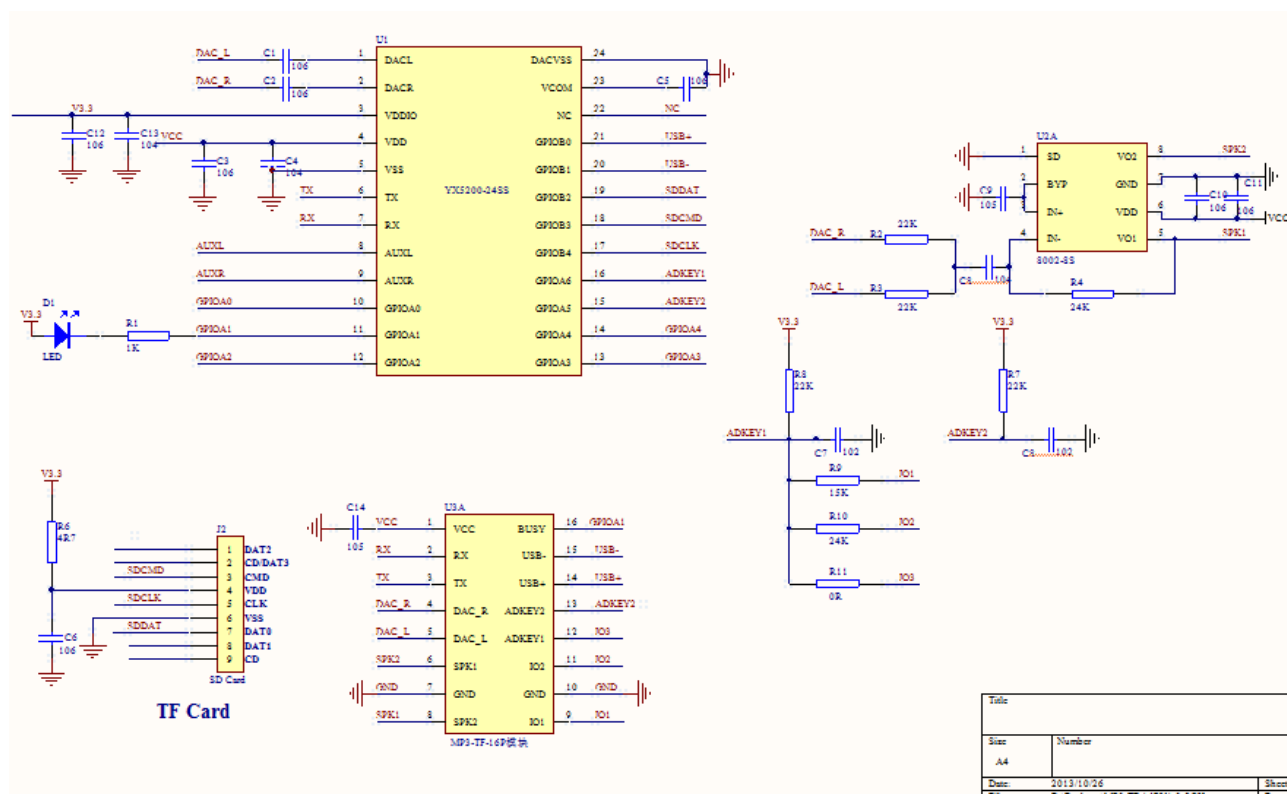 U1
DAC_L C1 1 DACL DACVSS 24
106
DAC_R C2 2 DACR VCOM 23 C5 106
106
V3.3 3 VDDIO NC 22 NC
C12 C13 VCC 4 VDD GPIOB0 21 USB+
106 104
C3 C4 5 VSS GPIOB1 20 USB-
106 104
YX5200-24SS
TX 6 TX GPIOB2 19 SDDAT
RX 7 RX GPIOB3 18 SDCMD
AUXL 8 AUXL GPIOB4 17 SDCLK
AUXR 9 AUXR GPIOA6 16 ADKEY1
GPIOA0 10 GPIOA0 GPIOA5 15 ADKEY2
V3.3 D1 LED R1 1K
GPIOA1 11 GPIOA1 GPIOA4 14 GPIOA4
GPIOA2 12 GPIOA2 GPIOA3 13 GPIOA3
U2A
1 SD VO2 8 SPK2
C9 105 2 BYP GND 7 C10 106 C11 106
3 IN+ VDD 6 VCC
4 IN- VO1 5 SPK1
8002-8S
DAC_R R2 22K
C8 104
DAC_L R3 22K
R4 24K
V3.3
R8
22K
ADKEY1 C7 102
R9 IO1
15K
R10 IO2
24K
R11 IO3
0R
V3.3
R7
22K
ADKEY2 C8 102
V3.3
R6
4R7
C6
106
J2
1 DAT2
2 CD/DAT3
SDCMD 3 CMD
4 VDD
SDCLK 5 CLK
6 VSS
SDDAT 7 DAT0
8 DAT1
9 CD
SD Card
TF Card
U3A
C14 105
VCC 1 VCC BUSY 16 GPIOA1
RX 2 RX USB- 15 USB-
TX 3 TX USB+ 14 USB+
DAC_R 4 DAC_R ADKEY2 13 ADKEY2
DAC_L 5 DAC_L ADKEY1 12 IO3
SPK2 6 SPK1 IO2 11 IO2
GND 7 GND GND 10 GND
SPK1 8 SPK2 IO1 9 IO1
MP3-TF-16P模块
Title
Size Number
A4
Date: 2013/10/26 Sheet